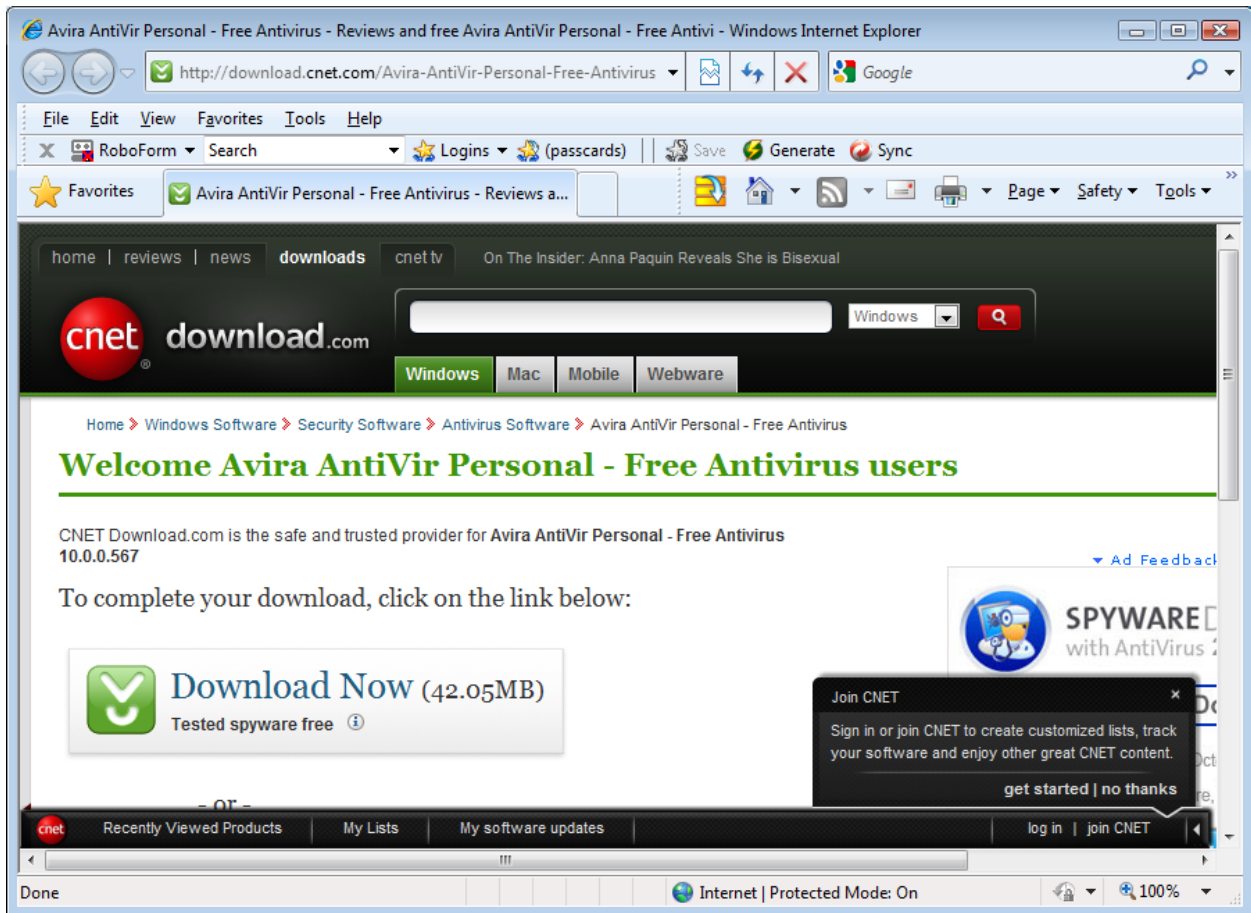 Avira AntiVir Personal - Free Antivirus - Reviews and free Avira AntiVir Personal - Free Antivi - Windows Internet Explorer
http://download.cnet.com/Avira-AntiVir-Personal-Free-Antivirus
Google
File Edit View Favorites Tools Help
X RoboForm Search Logins (passcards) Save Generate Sync
Favorites Avira AntiVir Personal - Free Antivirus - Reviews a... Page Safety Tools »
home | reviews | news downloads cnet tv On The Insider: Anna Paquin Reveals She is Bisexual
cnet® download.com Windows
Windows Mac Mobile Webware
Home Windows Software Security Software Antivirus Software Avira AntiVir Personal - Free Antivirus
Welcome Avira AntiVir Personal - Free Antivirus users
CNET Download.com is the safe and trusted provider for Avira AntiVir Personal - Free Antivirus
10.0.0.567
Ad Feedback
To complete your download, click on the link below:
SPYWARE
with AntiVirus
Download Now (42.05MB)
Tested spyware free
Join CNET ×
Sign in or join CNET to create customized lists, track
your software and enjoy other great CNET content.
get started | no thanks
- or -
cnet Recently Viewed Products My Lists My software updates log in | join CNET
Done Internet | Protected Mode: On 100%